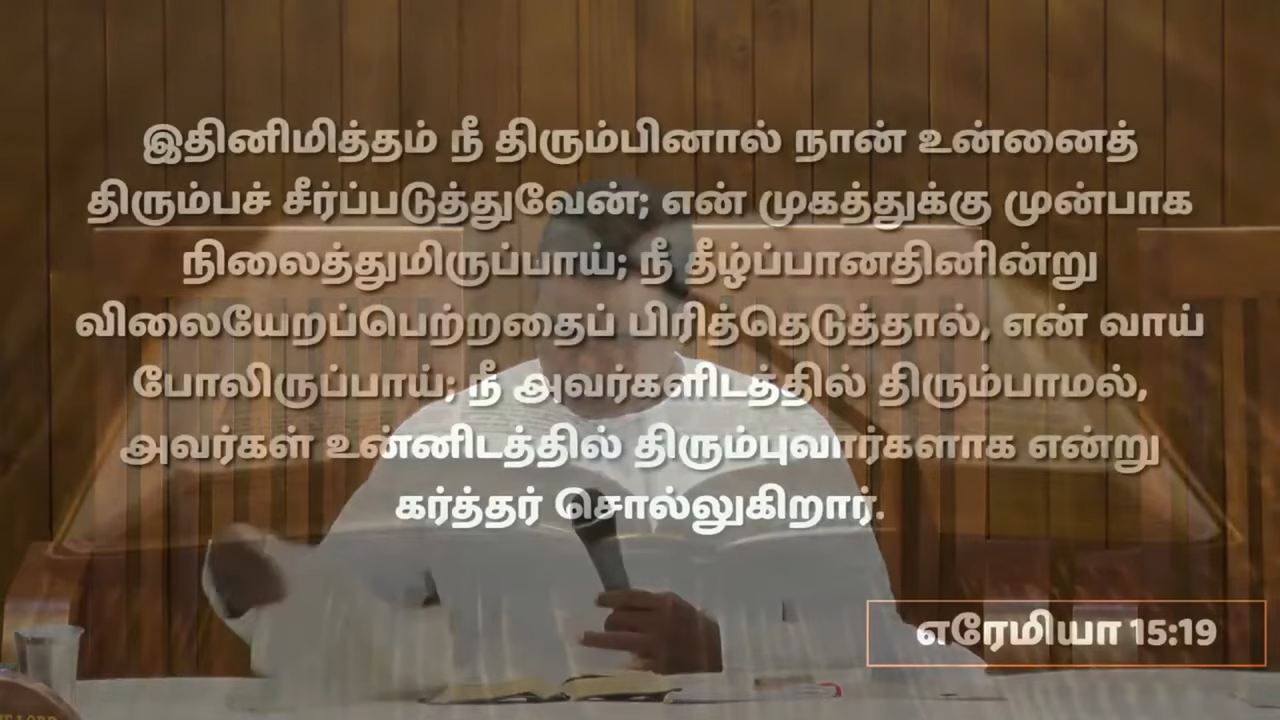 இதினிமித்தம் நீ திரும்பினால் நான் உன்னைத்
திரும்பச் சீர்ப்படுத்துவேன்; என் முகத்துக்கு முன்பாக
நிலைத்துமிருப்பாய்; நீ தீழ்ப்பானதினின்று
விலையேறப்பெற்றதைப் பிரித்தெடுத்தால், என் வாய்
போலிருப்பாய்; நீ அவர்களிடத்தில் திரும்பாமல்,
அவர்கள் உன்னிடத்தில் திரும்புவார்களாக என்று
கர்த்தர் சொல்லுகிறார்.
எரேமியா 15:19